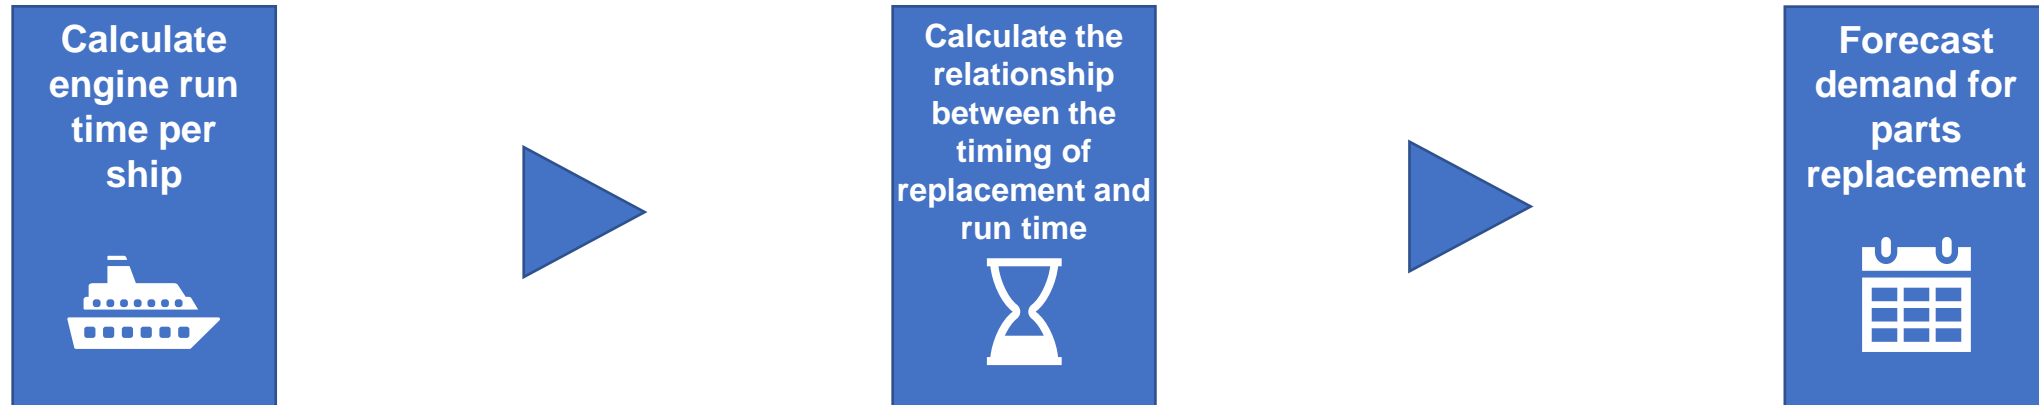 Calculate
engine run
time per
ship
Calculate the
relationship
between the
timing of
replacement and
run time
Forecast
demand for
parts
replacement